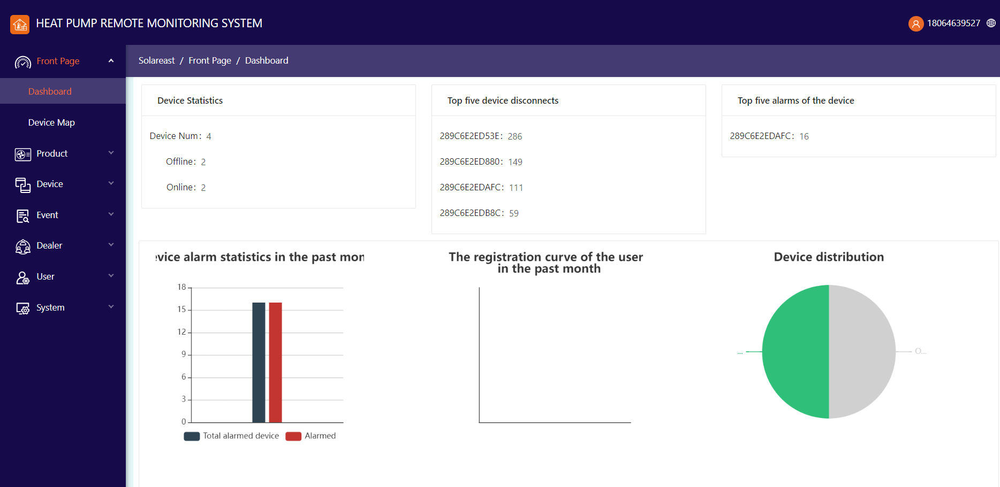 HEAT PUMP REMOTE MONITORING SYSTEM
18064639527
Front Page
Dashboard
Device Map
Product
Device
Event
Dealer
User
System
Solareast / Front Page / Dashboard
Device Statistics
Device Num: 4
Offline: 2
Online: 2
Top five device disconnects
289C6E2ED53E: 286
289C6E2ED880: 149
289C6E2EDAFC: 111
289C6E2EDB8C: 59
Top five alarms of the device
289C6E2EDAFC: 16
evice alarm statistics in the past mon
18
15
12
9
6
3
0
Total alarmed device
Alarmed
The registration curve of the user
in the past month
Device distribution
...
O...